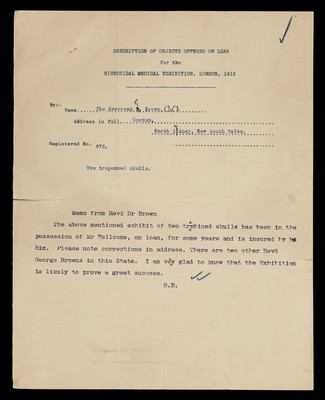 DESCRIPTION OF OBJECTS OFFERED ON LOAN
for the
HISTORICAL MEDICAL EXHIBITION, LONDON, 1913
By:-
Name.....The Reverend G. Brown,
Address in full....Gordon,
North Sidney, New South Wales.
Registered No. 976.
Two trepanned skulls.
Memo from Revd Dr Brown
The above mentioned exhibit of two trephined skulls has been in the
possession of Mr Wellcome, on loan, for some years and is insured by
him. Please note corrections in address. There are two other Revd
George Browns in this State. I am very glad to know that the Exhibition
is likely to prove a great success.
G.B.